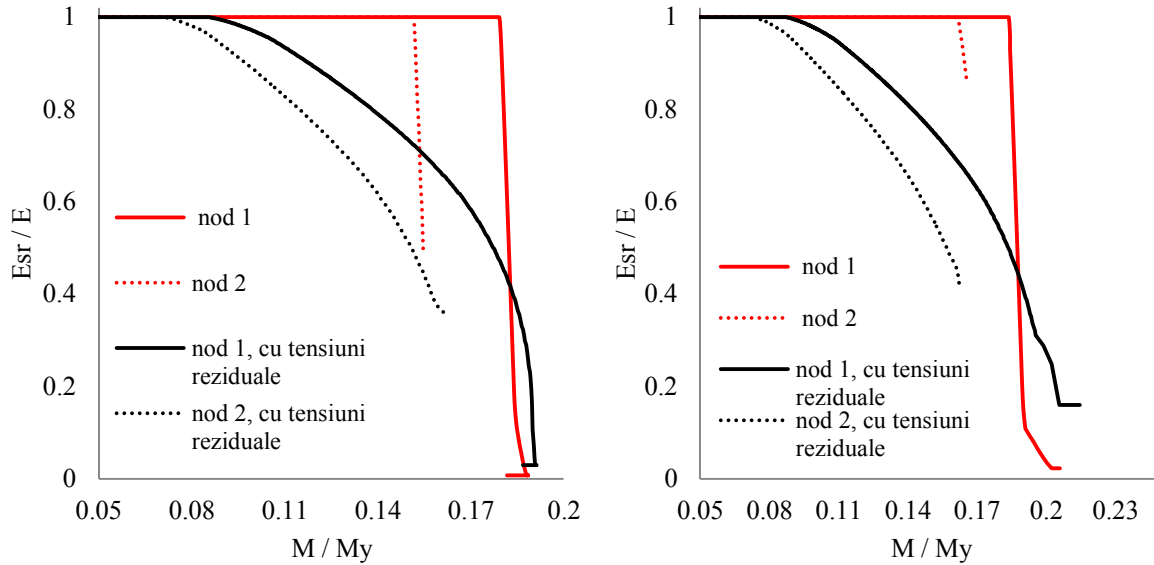 1
0.8
0.6
0.4
0.2
0
Esr / E
nod 1
nod 2
nod 1, cu tensiuni
reziduale
nod 2, cu tensiuni
reziduale
0.05
0.08
0.11
0.14
0.17
0.2
M / My
1
0.8
0.6
0.4
0.2
0
Esr / E
nod 1
nod 2
nod 1, cu tensiuni
reziduale
nod 2, cu tensiuni
reziduale
0.05
0.08
0.11
0.14
0.17
0.2
0.23
M / My